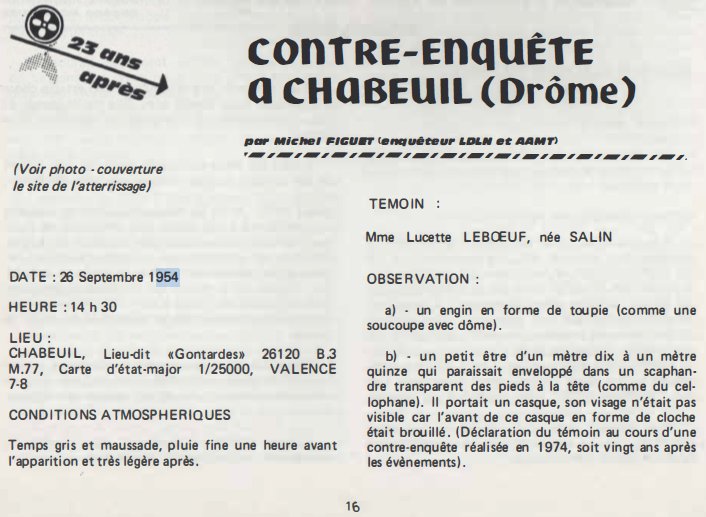 23 ans
après
CONTRE-ENQUÊTE
A CHABEUIL (Drôme)
par Michel FIGUET (enquêteur LDLN et AAMT)
(Voir photo - couverture
le site de l'atterrissage)
DATE : 26 Septembre 1954
HEURE : 14 h 30
LIEU :
CHABEUIL, Lieu-dit «Gontardes» 26120 B.3
M.77, Carte d'état-major 1/25000, VALENCE
7-8
CONDITIONS ATMOSPHERIQUES
Temps gris et maussade, pluie fine une heure avant
l'apparition et très légère après.
TEMOIN :
Mme Lucette LEBŒUF, née SALIN
OBSERVATION :
a) - un engin en forme de toupie (comme une
soucoupe avec dôme).
b) - un petit être d'un mètre dix à un mètre
quinze qui paraissait enveloppé dans un scaphan-
dre transparent des pieds à la tête (comme du cel-
lophane). Il portait un casque, son visage n'était pas
visible car l'avant de ce casque en forme de cloche
était brouillé. (Déclaration du témoin au cours d'une
contre-enquête réalisée en 1974, soit vingt ans après
les évènements).
16